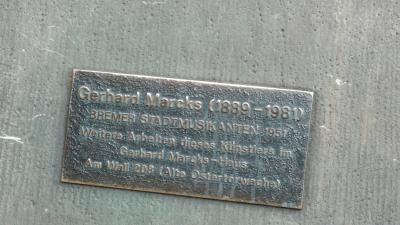 Gerhard Marcks (1889-1981)
BREMER STADTMUSIKANTEN 1951
Weitere Arbeiten dieses Künstlers im
Gerhard Marcks-Haus
Am Wall 208 (Alte Ostertorwache)